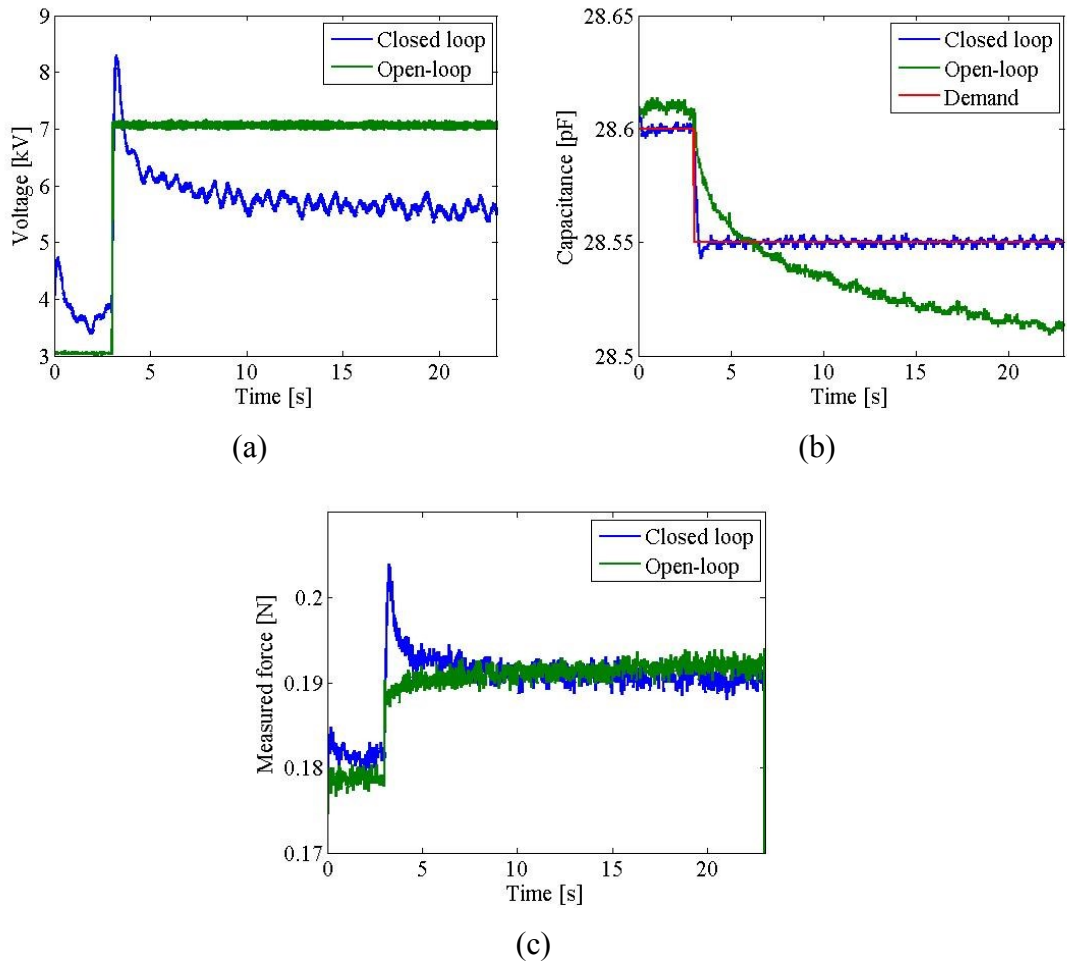 9
8
7
6
5
4
3
Voltage [kV]
0 5 10 15 20
Time [s]
Closed loop
Open-loop
(a)
28.65
28.6
28.55
28.5
Capacitance [pF]
0 5 10 15 20
Time [s]
Closed loop
Open-loop
Demand
(b)
0.2
0.19
0.18
0.17
Measured force [N]
0 5 10 15 20
Time [s]
Closed loop
Open-loop
(c)